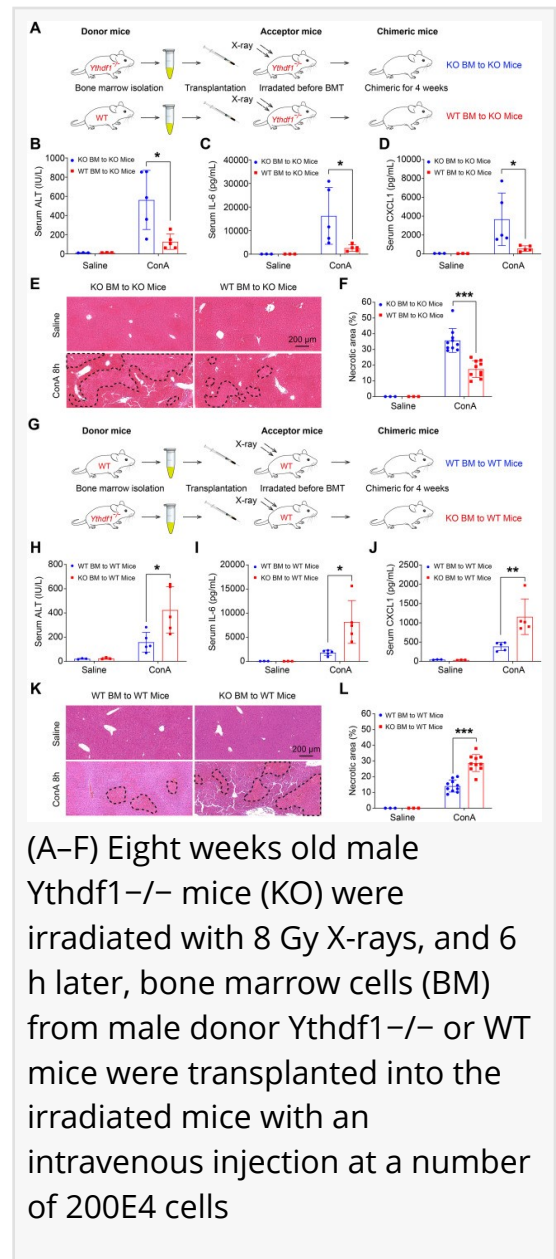 A
Donor mice
Acceptor mice
Chimeric mice
X-ray
Ythdf1-/-
Ythdf1-/-
KO BM to KO Mice
Bone marrow isolation
Transplantation
Irradated before BMT
Chimeric for 4 weeks
X-ray
WT
Ythdf1-/-
WT BM to KO Mice
B
KO BM to KO Mice
WT BM to KO Mice
Serum ALT (IU/L)
1000
800
600
400
200
0
*
Saline
ConA
C
KO BM to KO Mice
WT BM to KO Mice
Serum IL-6 (pg/mL)
40000
30000
20000
10000
0
*
Saline
ConA
D
KO BM to KO Mice
WT BM to KO Mice
Serum CXCL1 (pg/mL)
10000
8000
6000
4000
2000
0
*
Saline
ConA
E
KO BM to KO Mice
WT BM to KO Mice
Saline
200 μm
ConA 8h
F
KO BM to KO Mice
WT BM to KO Mice
Necrotic area (%)
60
50
40
30
20
10
0
***
Saline
ConA
G
Donor mice
Acceptor mice
Chimeric mice
X-ray
WT
WT
WT BM to WT Mice
Bone marrow isolation
Transplantation
Irradated before BMT
Chimeric for 4 weeks
X-ray
Ythdf1-/-
WT
KO BM to WT Mice
H
WT BM to WT Mice
KO BM to WT Mice
Serum ALT (IU/L)
800
600
400
200
0
*
Saline
ConA
I
WT BM to WT Mice
KO BM to WT Mice
Serum IL-6 (pg/mL)
20000
15000
10000
5000
0
*
Saline
ConA
J
WT BM to WT Mice
KO BM to WT Mice
Serum CXCL1 (pg/mL)
2500
2000
1500
1000
500
0
**
Saline
ConA
K
WT BM to WT Mice
KO BM to WT Mice
Saline
200 μm
ConA 8h
L
WT BM to WT Mice
KO BM to WT Mice
Necrotic area (%)
60
50
40
30
20
10
0
***
Saline
ConA
(A–F) Eight weeks old male
Ythdf1−/− mice (KO) were
irradiated with 8 Gy X-rays, and 6
h later, bone marrow cells (BM)
from male donor Ythdf1−/− or WT
mice were transplanted into the
irradiated mice with an
intravenous injection at a number
of 200E4 cells